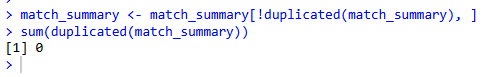 > match_summary <- match_summary[!duplicated(match_summary), ]
> sum(duplicated(match_summary))
[1] 0
>